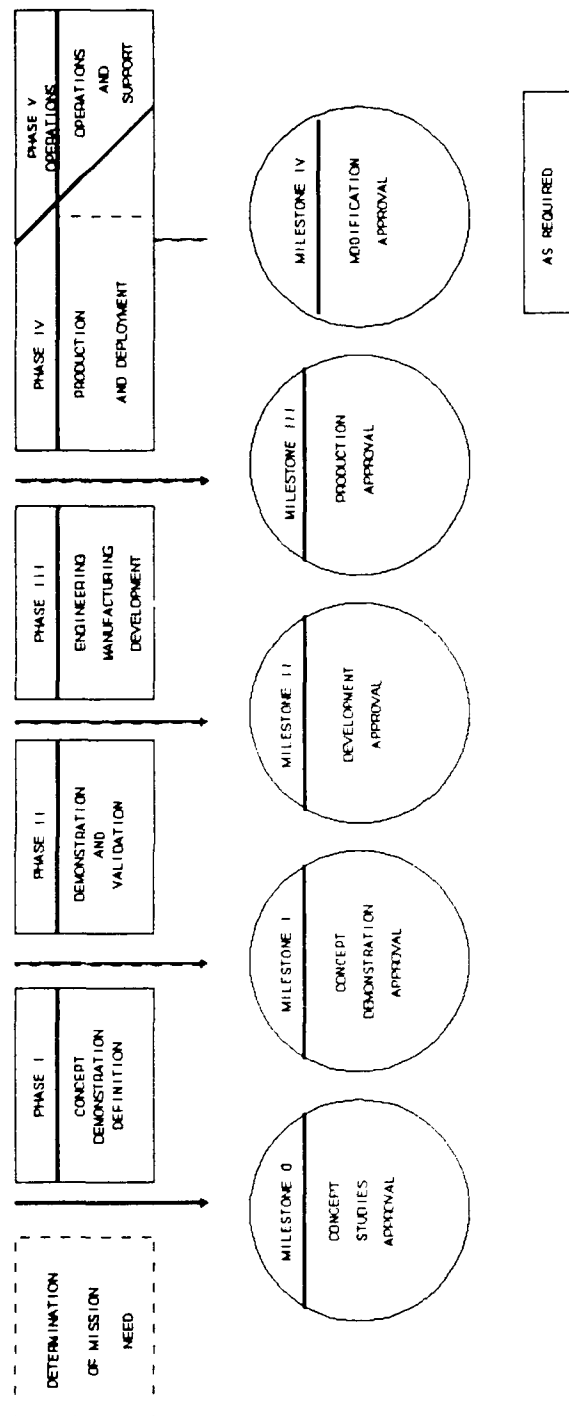 DETERMINATION
OF MISSION
NEED
PHASE I
CONCEPT
DEMONSTRATION
DEFINITION
PHASE II
DEMONSTRATION
AND
VALIDATION
PHASE III
ENGINEERING
MANUFACTURING
DEVELOPMENT
PHASE IV
PRODUCTION
AND DEPLOYMENT
PHASE V
OPERATIONS
OPERATIONS
AND
SUPPORT
MILESTONE 0
CONCEPT
STUDIES
APPROVAL
MILESTONE I
CONCEPT
DEMONSTRATION
APPROVAL
MILESTONE II
DEVELOPMENT
APPROVAL
MILESTONE III
PRODUCTION
APPROVAL
MILESTONE IV
MODIFICATION
APPROVAL
AS REQUIRED